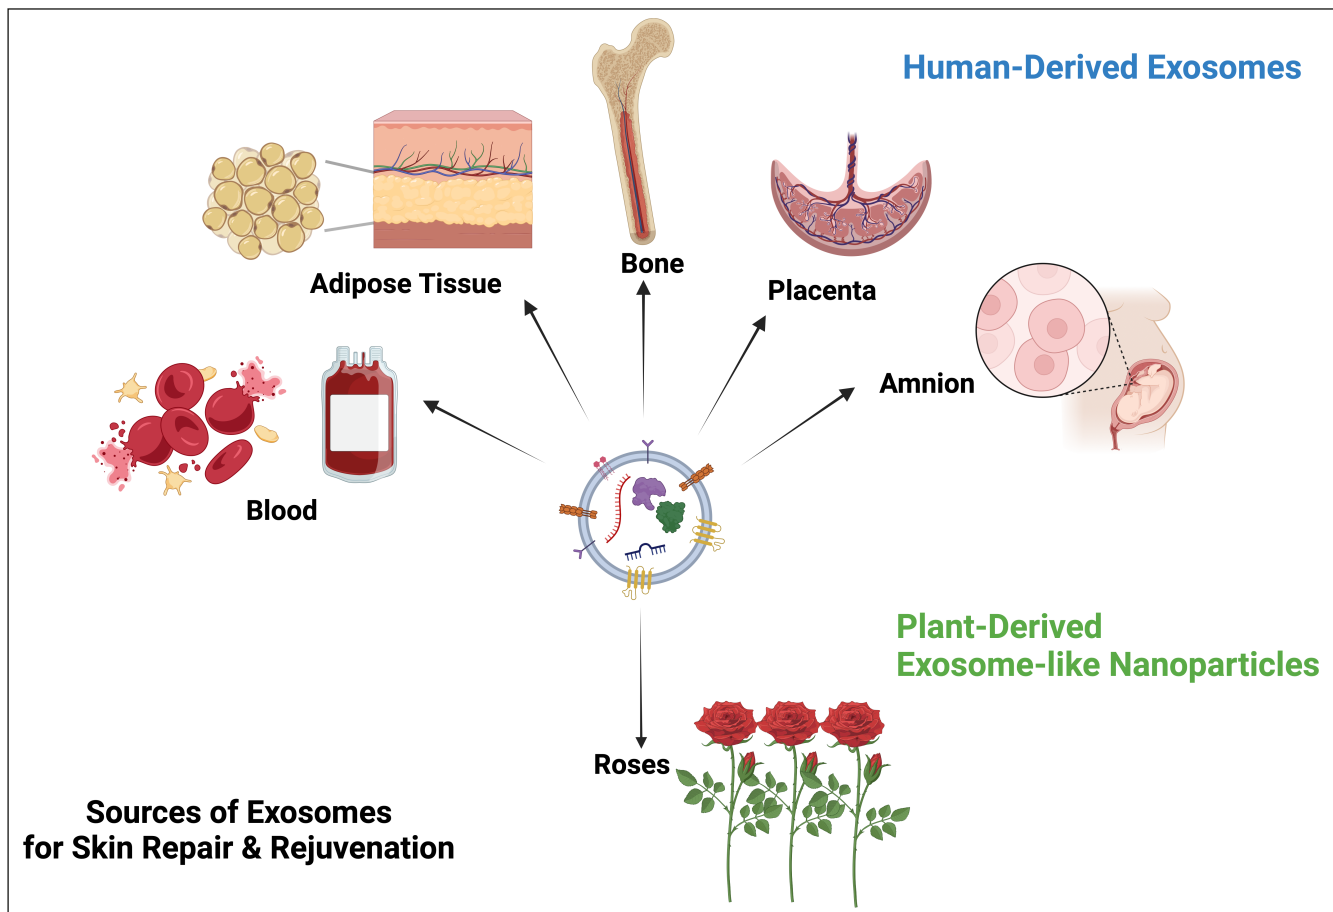 Human-Derived Exosomes
Bone
Adipose Tissue
Placenta
Amnion
Blood
Plant-Derived
Exosome-like Nanoparticles
Roses
Sources of Exosomes
for Skin Repair & Rejuvenation